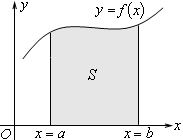 y
y = f(x)
S
O
x = a
x = b
x